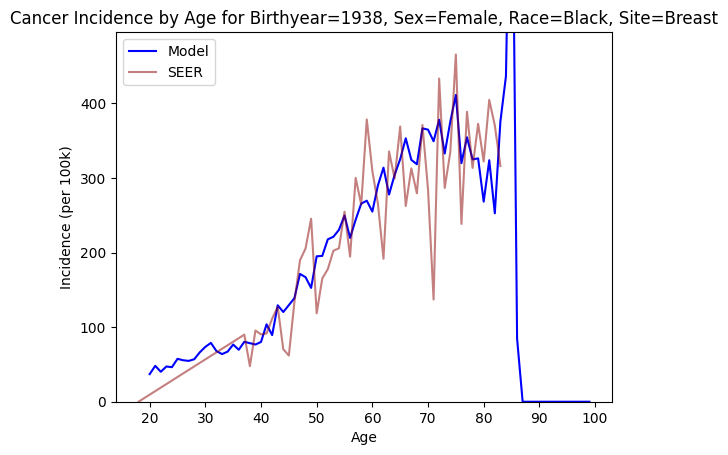 Cancer Incidence by Age for Birthyear=1938, Sex=Female, Race=Black, Site=Breast
Model
SEER
400
300
200
100
0
Incidence (per 100k)
20 30 40 50 60 70 80 90 100
Age